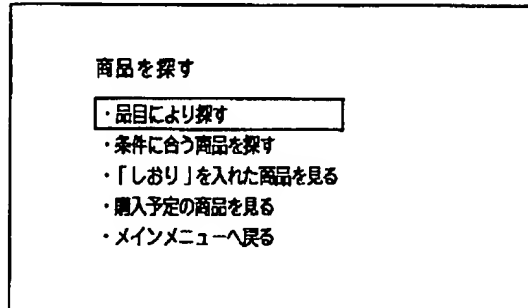 商品を探す
・品目により探す
・条件に合う商品を探す
・「しおり」を入れた商品を見る
・購入予定の商品を見る
・メインメニューへ戻る